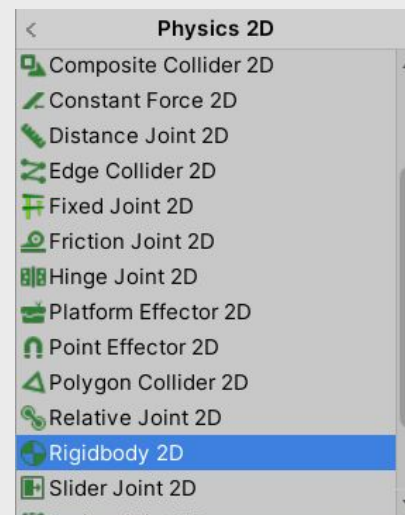 Physics 2D
Composite Collider 2D
Constant Force 2D
Distance Joint 2D
Edge Collider 2D
Fixed Joint 2D
Friction Joint 2D
Hinge Joint 2D
Platform Effector 2D
Point Effector 2D
Polygon Collider 2D
Relative Joint 2D
Rigidbody 2D
Slider Joint 2D